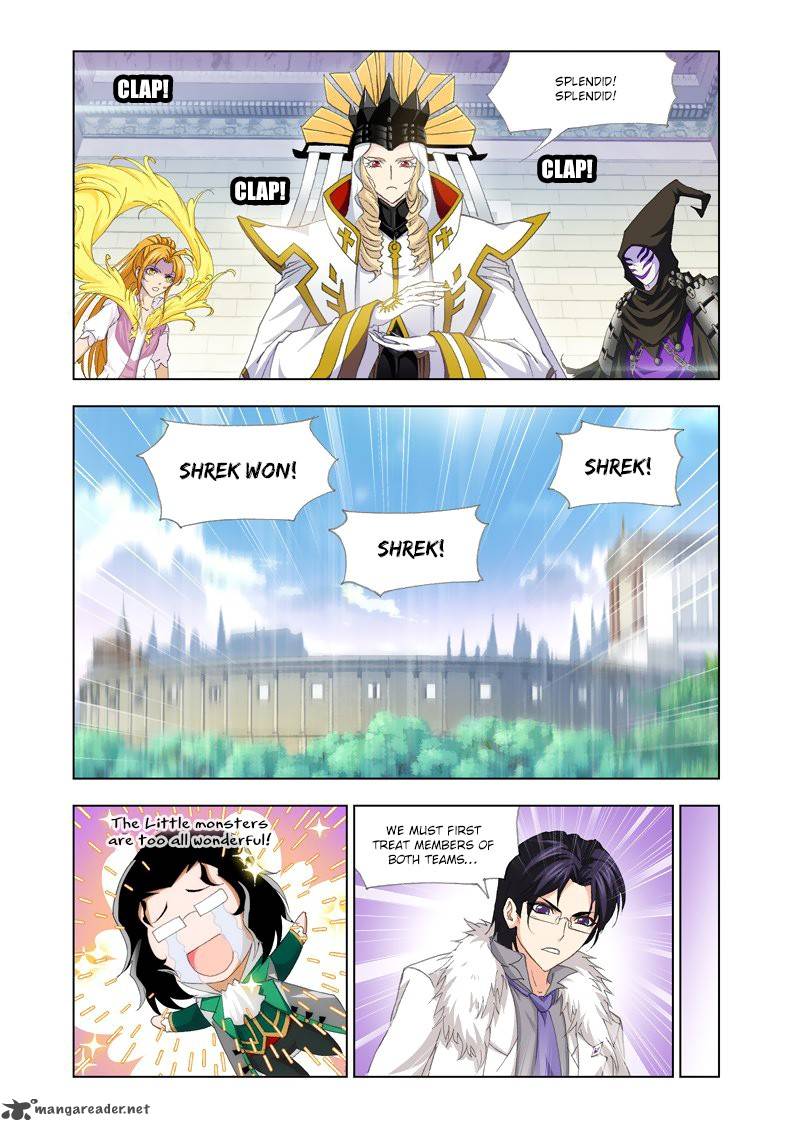 CLAP!
SPLENDID!
SPLENDID!
CLAP!
CLAP!
SHREK WON!
SHREK!
SHREK!
The Little monsters
are too all wonderful!
WE MUST FIRST
TREAT MEMBERS OF
BOTH TEAMS...
mangareader.net